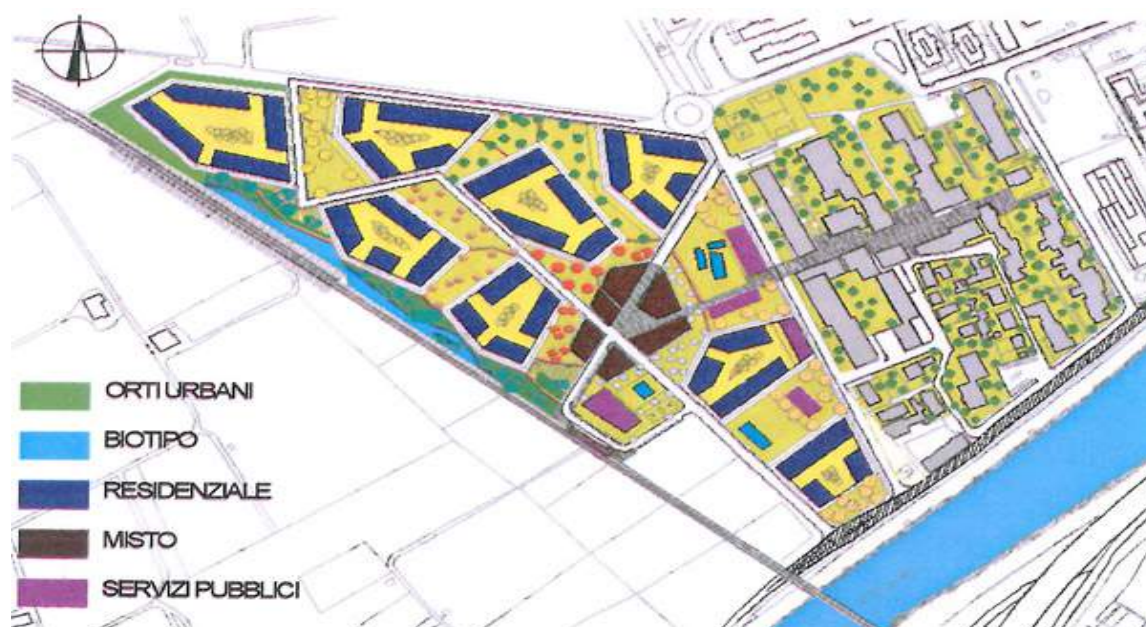 ORTI URBANI
BIOTIPO
RESIDENZIALE
MISTO
SERVIZI PUBBLICI